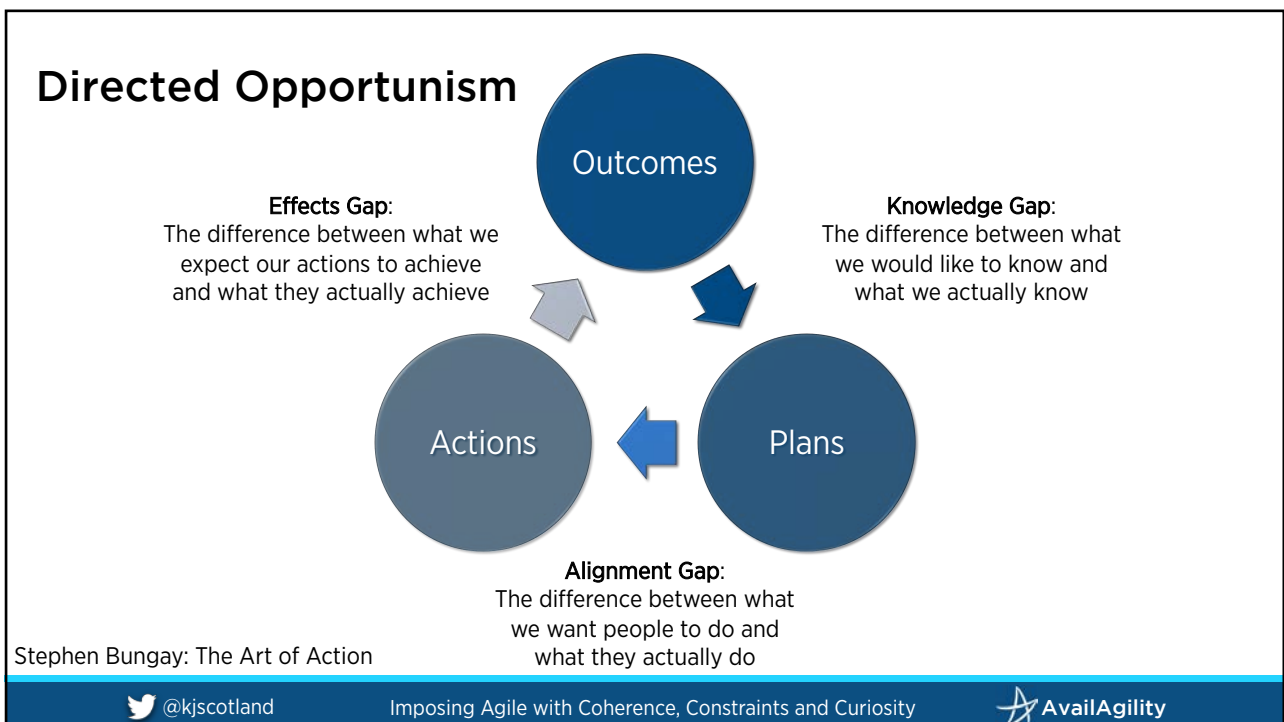 Directed Opportunism
Outcomes
Effects Gap:
The difference between what we
expect our actions to achieve
and what they actually achieve
Knowledge Gap:
The difference between what
we would like to know and
what we actually know
Actions
Plans
Alignment Gap:
The difference between what
we want people to do and
what they actually do
Stephen Bungay: The Art of Action
@kjscotland
Imposing Agile with Coherence, Constraints and Curiosity
AvailAgility